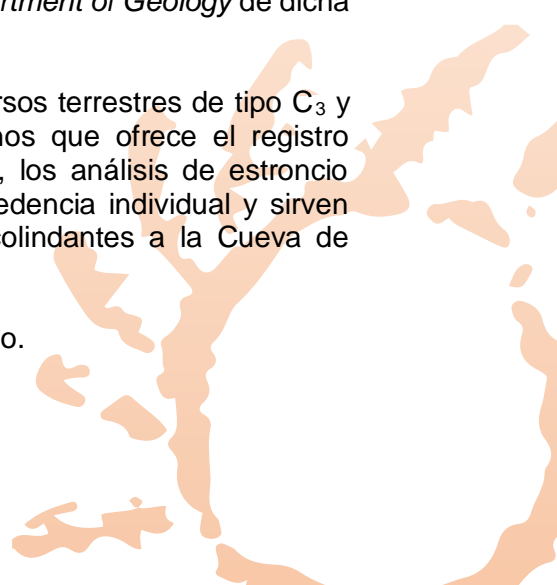 rtment of Geology de dicha
rsos terrestres de tipo C₃ y
nos que ofrece el registro
, los análisis de estroncio
edencia individual y sirven
colindantes a la Cueva de
o.